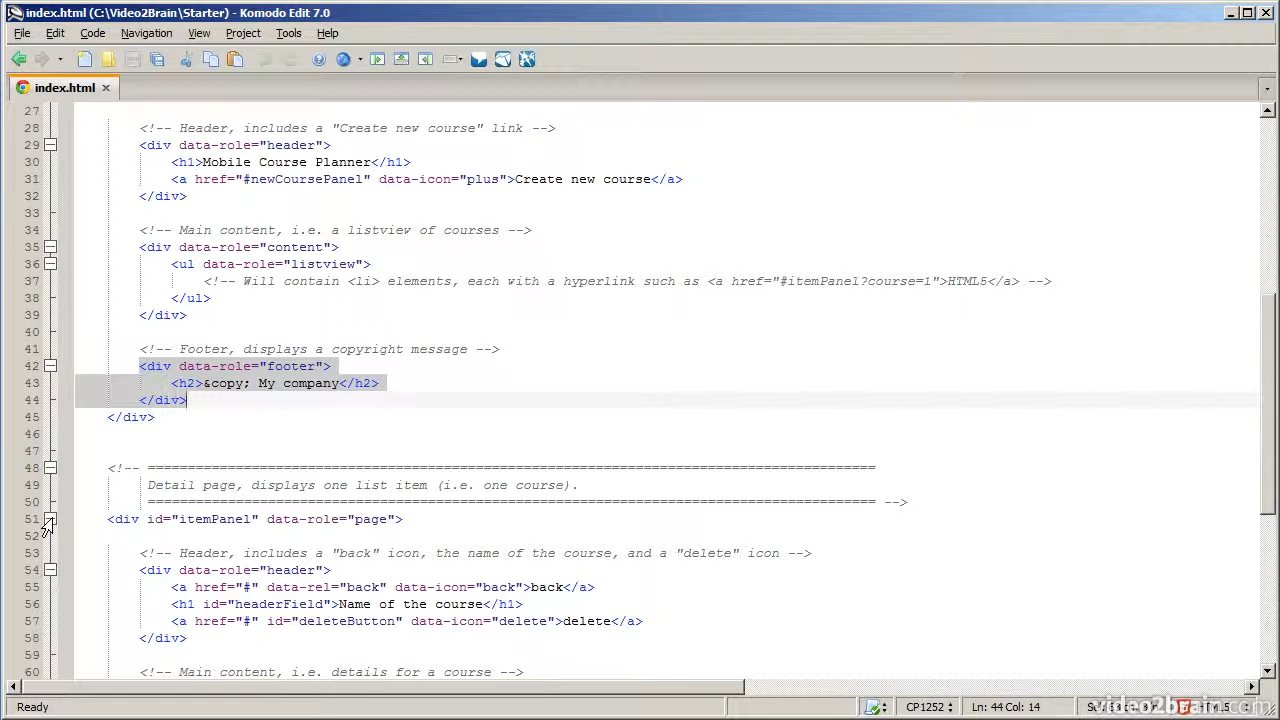 index.html (C:\Video2Brain\Starter) - Komodo Edit 7.0
File Edit Code Navigation View Project Tools Help
index.html
27
28 <!-- Header, includes a "Create new course" link -->
29 <div data-role="header">
30 <h1>Mobile Course Planner</h1>
31 <a href="#newCoursePanel" data-icon="plus">Create new course</a>
32 </div>
33
34 <!-- Main content, i.e. a listview of courses -->
35 <div data-role="content">
36 <ul data-role="listview">
37 <!-- Will contain <li> elements, each with a hyperlink such as <a href="#itemPanel?course=1">HTML5</a> -->
38 </ul>
39 </div>
40
41 <!-- Footer, displays a copyright message -->
42 <div data-role="footer">
43 <h2>&copy; My company</h2>
44 </div>
45 </div>
46
47
48 <!-- ===========================================================================================
49 Detail page, displays one list item (i.e. one course).
50 =========================================================================================== -->
51 <div id="itemPanel" data-role="page">
52
53 <!-- Header, includes a "back" icon, the name of the course, and a "delete" icon -->
54 <div data-role="header">
55 <a href="#" data-rel="back" data-icon="back">back</a>
56 <h1 id="headerField">Name of the course</h1>
57 <a href="#" id="deleteButton" data-icon="delete">delete</a>
58 </div>
59
60 <!-- Main content, i.e. details for a course -->
Ready CP1252 Ln: 44 Col: 14
video2brain.com